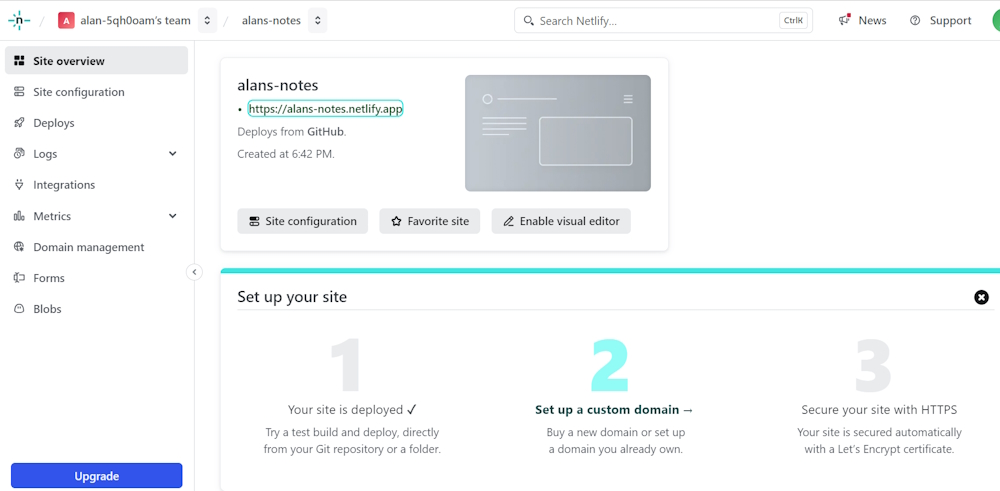 n / A alan-5qh0oam's team / alans-notes
Search Netlify... CtrlK
News
Support
Site overview
Site configuration
Deploys
Logs
Integrations
Metrics
Domain management
Forms
Blobs
Upgrade
alans-notes
• https://alans-notes.netlify.app
Deploys from GitHub.
Created at 6:42 PM.
Site configuration
Favorite site
Enable visual editor
Set up your site
1
Your site is deployed ✓
Try a test build and deploy, directly
from your Git repository or a folder.
2
Set up a custom domain →
Buy a new domain or set up
a domain you already own.
3
Secure your site with HTTPS
Your site is secured automatically
with a Let's Encrypt certificate.